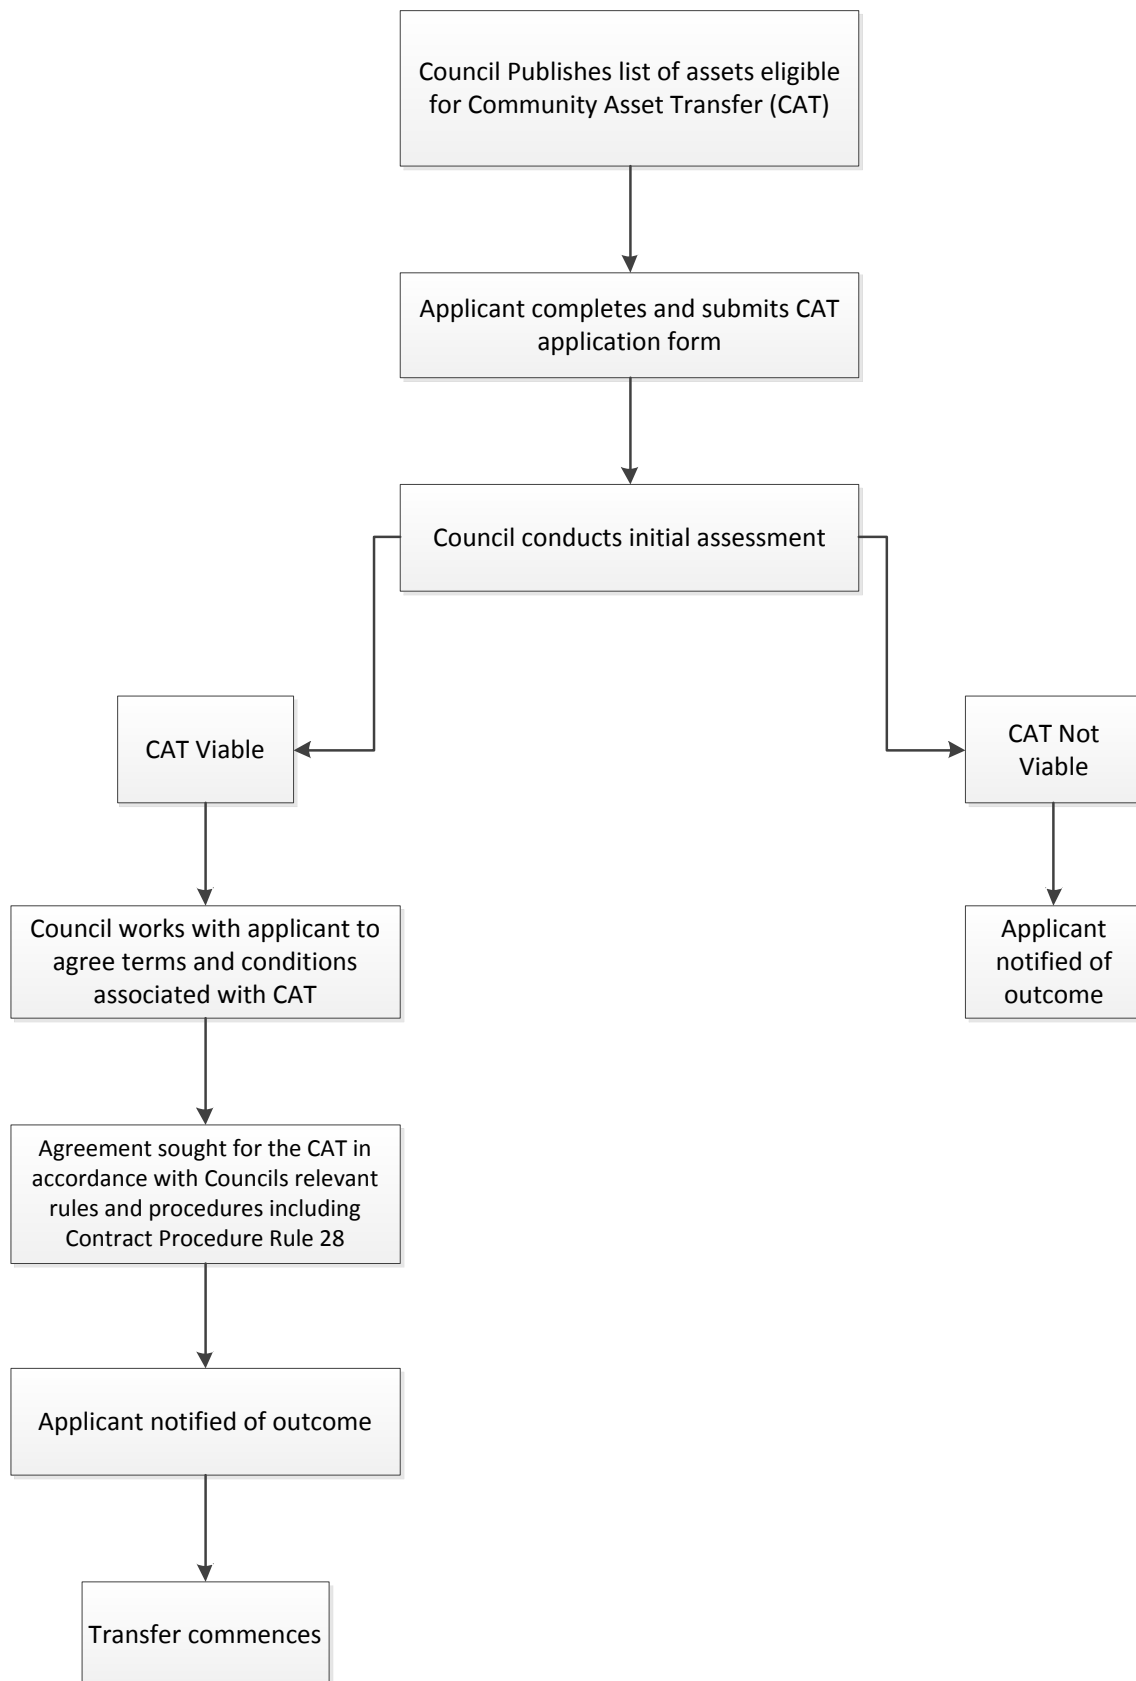 Council Publishes list of assets eligible
for Community Asset Transfer (CAT)
Applicant completes and submits CAT
application form
Council conducts initial assessment
CAT Viable
CAT Not
Viable
Council works with applicant to
agree terms and conditions
associated with CAT
Applicant
notified of
outcome
Agreement sought for the CAT in
accordance with Councils relevant
rules and procedures including
Contract Procedure Rule 28
Applicant notified of outcome
Transfer commences